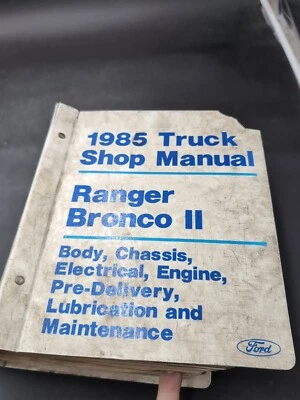 1985 Truck
Shop Manual
Ranger
Bronco II
Body, Chassis,
Electrical, Engine,
Pre-Delivery,
Lubrication and
Maintenance
Ford